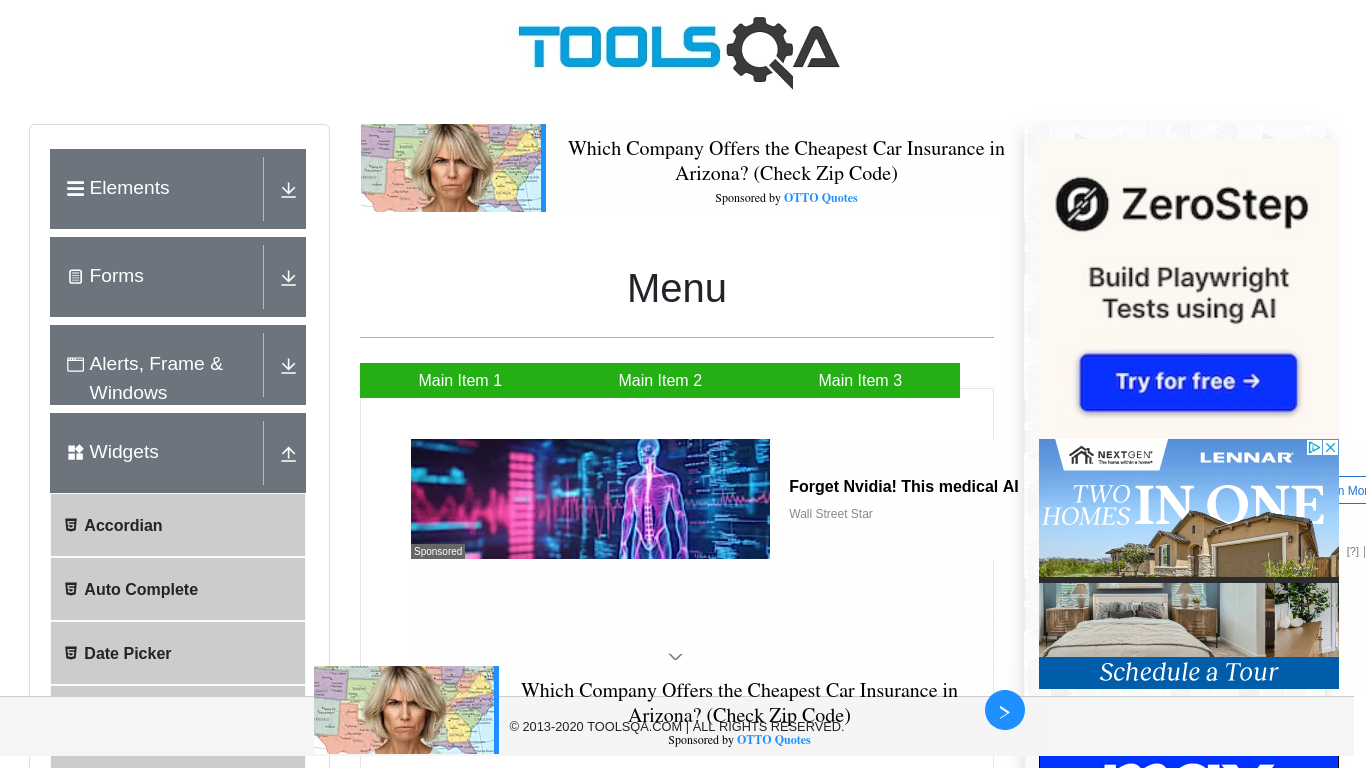 TOOLSQA
Elements
Forms
Alerts, Frame &
Windows
Widgets
Accordian
Auto Complete
Date Picker
Which Company Offers the Cheapest Car Insurance in
Arizona? (Check Zip Code)
Sponsored by OTTO Quotes
Menu
Main Item 1
Main Item 2
Main Item 3
Forget Nvidia! This medical AI
Wall Street Star
Sponsored
ZeroStep
Build Playwright
Tests using AI
Try for free →
NEXTGEN
The home within a home
LENNAR
TWO
HOMES
IN ONE
Schedule a Tour
[?] |
Which Company Offers the Cheapest Car Insurance in
Arizona? (Check Zip Code)
© 2013-2020 TOOLSQA.COM | ALL RIGHTS RESERVED.
Sponsored by OTTO Quotes